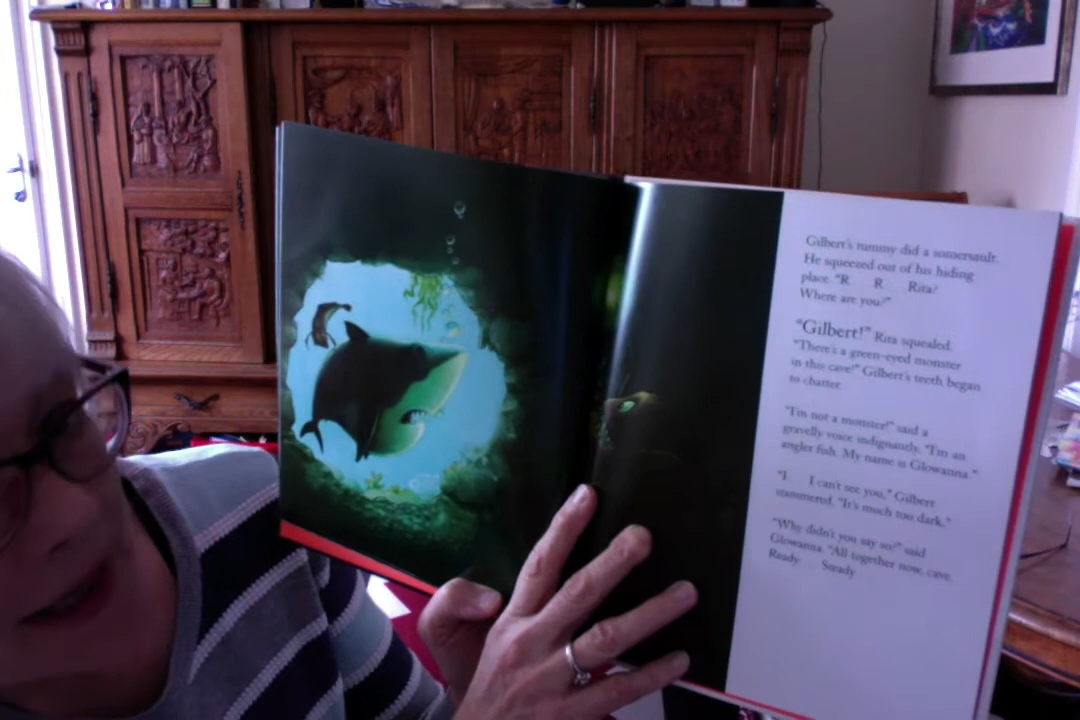 Gilbert's tummy did a somersault.
He squeezed out of his hiding
place. "R . . . R . . . Rita?
Where are you?"
"Gilbert!" Rita squealed.
"There's a green-eyed monster
in this cave!" Gilbert's teeth began
to chatter.
"I'm not a monster!" said a
gravelly voice indignantly. "I'm an
angler fish. My name is Glowanna."
"I . . . I can't see you," Gilbert
stammered. "It's much too dark."
"Why didn't you say so?" said
Glowanna. "All together now, cave.
Ready . . . Steady